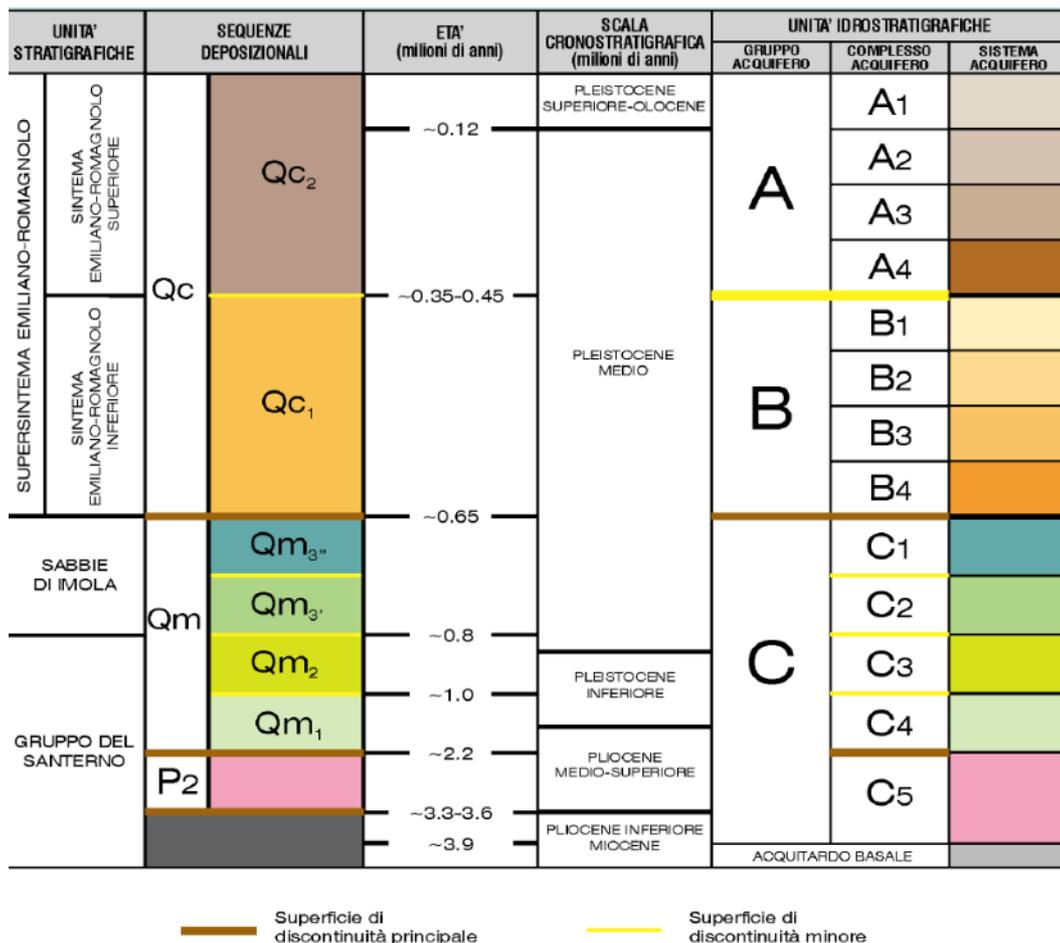 UNITA'
STRATIGRAFICHE
SEQUENZE
DEPOSIZIONALI
ETA'
(milioni di anni)
SCALA
CRONOSTRATIGRAFICA
(milioni di anni)
UNITA' IDROSTRATIGRAFICHE
GRUPPO
ACQUIFERO
COMPLESSO
ACQUIFERO
SISTEMA
ACQUIFERO
SUPERSINTEMA EMILIANO-ROMAGNOLO
SINTEMA
EMILIANO-ROMAGNOLO
SUPERIORE
SINTEMA
EMILIANO-ROMAGNOLO
INFERIORE
SABBIE
DI IMOLA
GRUPPO DEL
SANTERNO
Qc
Qm
P2
Qc2
Qc1
Qm3"
Qm3'
Qm2
Qm1
~0.12
~0.35-0.45
~0.65
~0.8
~1.0
~2.2
~3.3-3.6
~3.9
PLEISTOCENE
SUPERIORE-OLOCENE
PLEISTOCENE
MEDIO
PLEISTOCENE
INFERIORE
PLIOCENE
MEDIO-SUPERIORE
PLIOCENE INFERIORE
MIOCENE
A
B
C
A1
A2
A3
A4
B1
B2
B3
B4
C1
C2
C3
C4
C5
ACQUITARDO BASALE
Superficie di
discontinuità principale
Superficie di
discontinuità minore